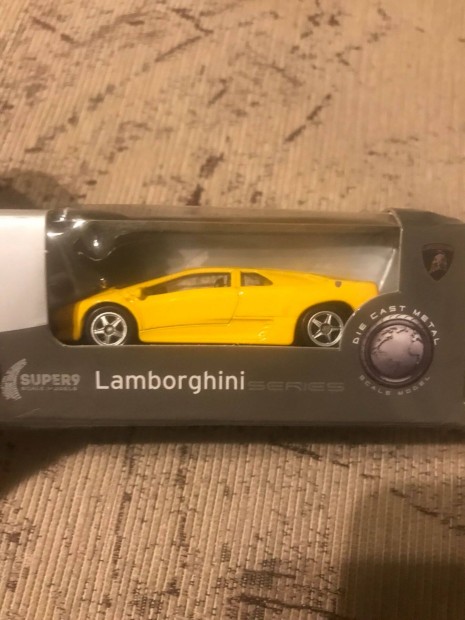 DIE CAST METAL
SCALE MODEL
SUPER9
Lamborghini SERIES